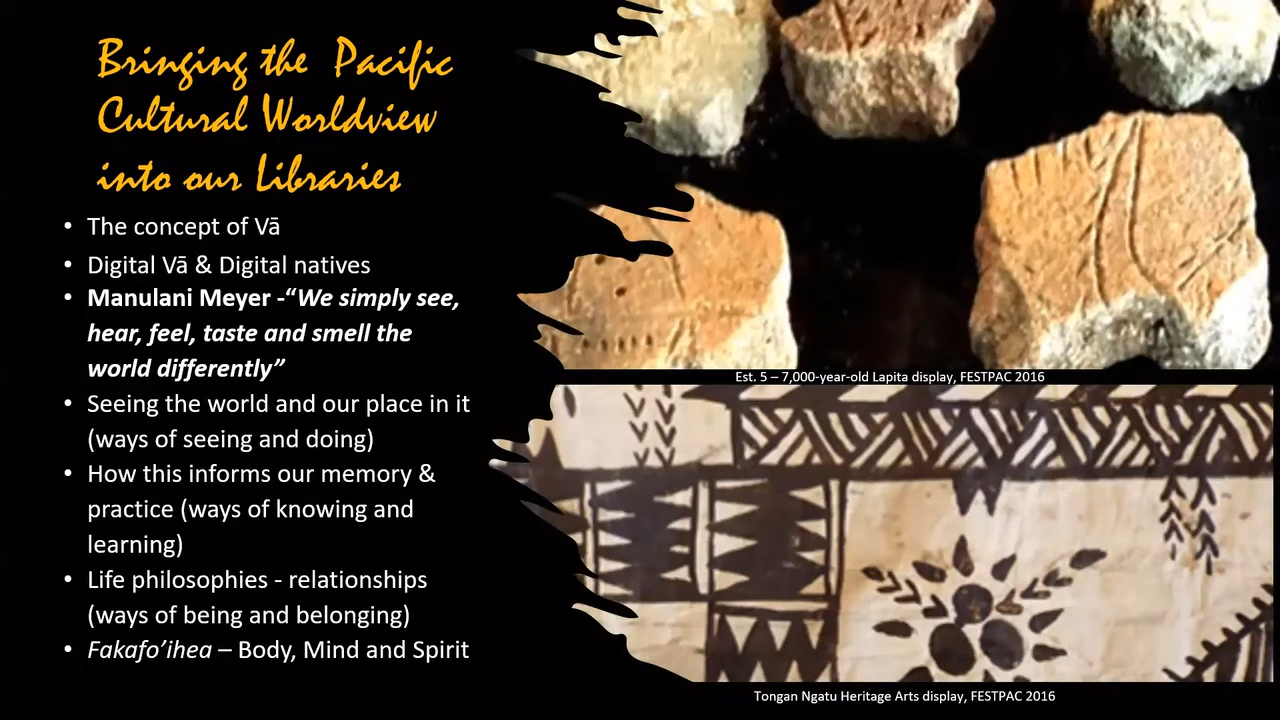 Bringing the Pacific
Cultural Worldview
into our Libraries
• The concept of Vā
• Digital Vā & Digital natives
• Manulani Meyer -“We simply see,
hear, feel, taste and smell the
world differently”
• Seeing the world and our place in it
(ways of seeing and doing)
• How this informs our memory &
practice (ways of knowing and
learning)
• Life philosophies - relationships
(ways of being and belonging)
• Fakafo’ihea – Body, Mind and Spirit
Est. 5 – 7,000-year-old Lapita display, FESTPAC 2016
Tongan Ngatu Heritage Arts display, FESTPAC 2016